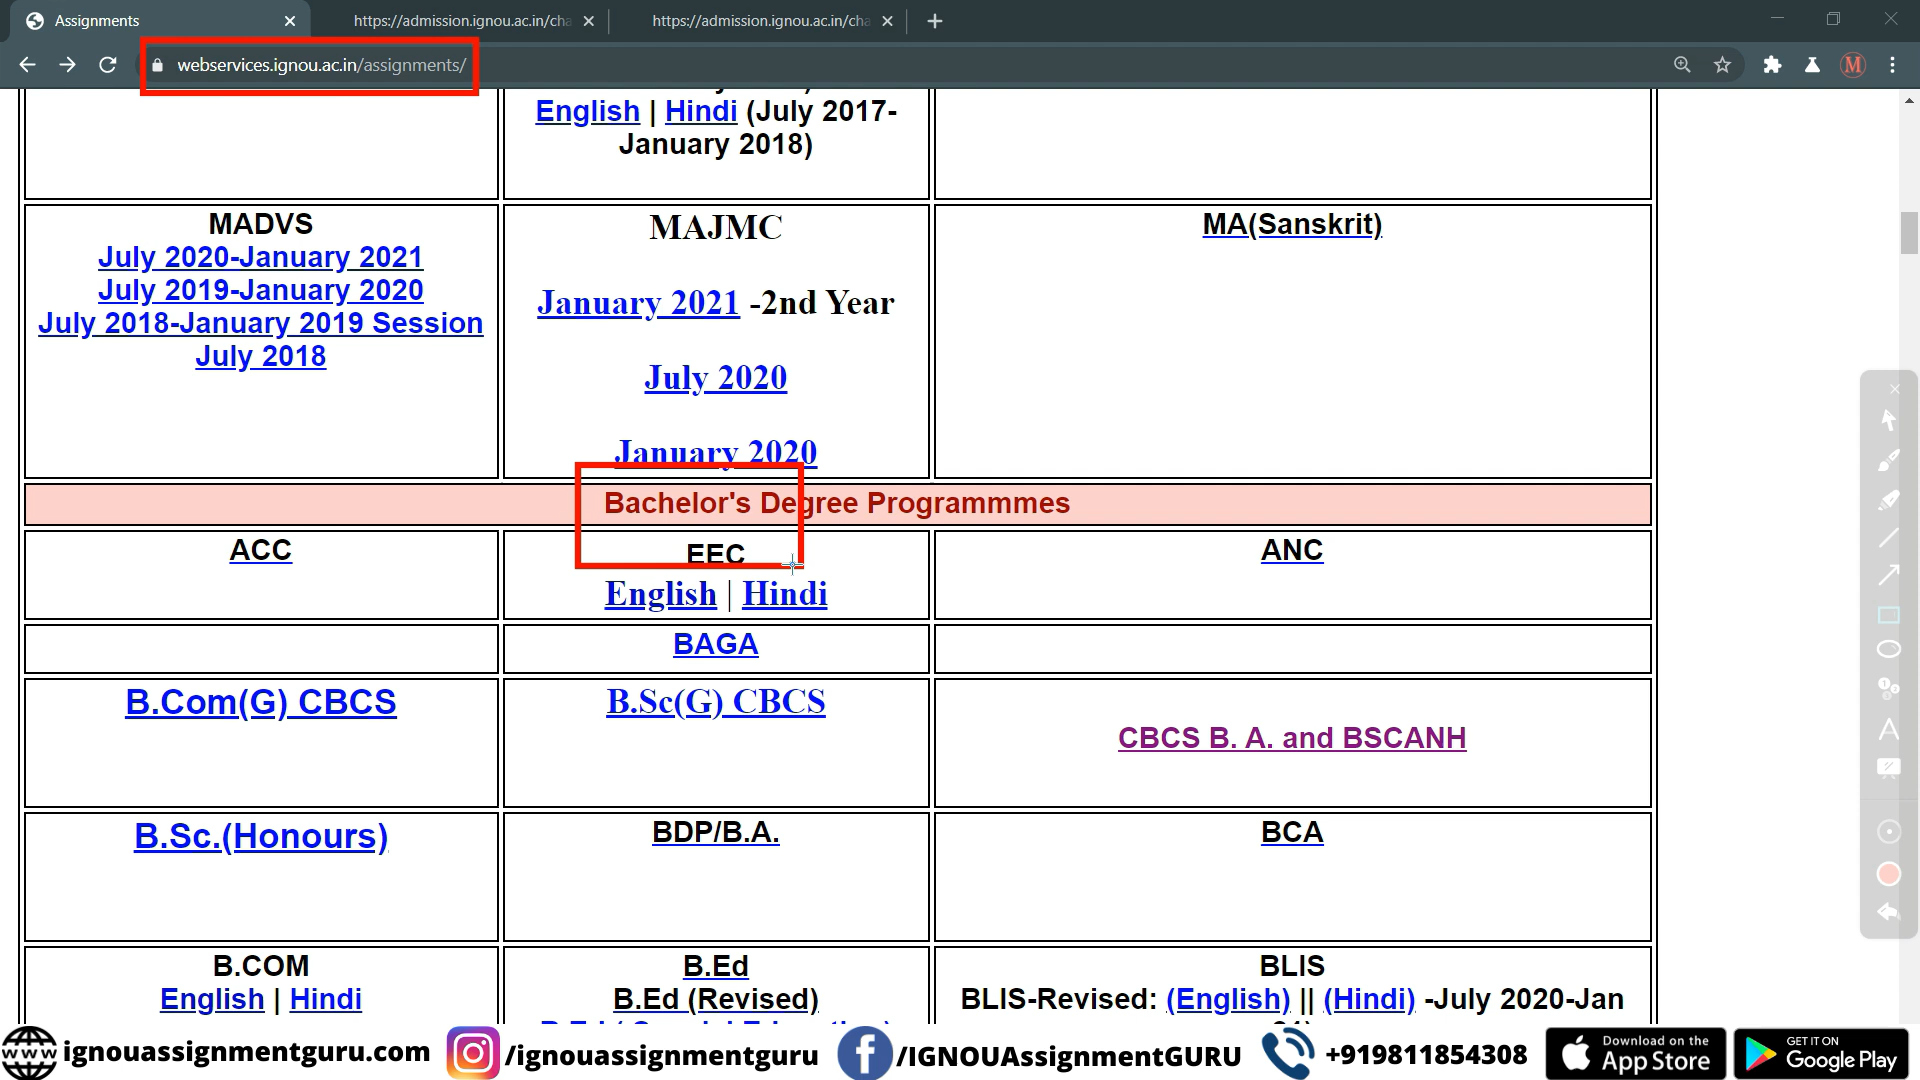 Assignments
https://admission.ignou.ac.in/cha
https://admission.ignou.ac.in/cha
webservices.ignou.ac.in/assignments/
English | Hindi (July 2017-
January 2018)
MADVS
July 2020-January 2021
July 2019-January 2020
July 2018-January 2019 Session
July 2018
MAJMC
January 2021 -2nd Year
July 2020
January 2020
MA(Sanskrit)
Bachelor's Degree Programmmes
ACC
EEC
English | Hindi
ANC
BAGA
B.Com(G) CBCS
B.Sc(G) CBCS
CBCS B. A. and BSCANH
B.Sc.(Honours)
BDP/B.A.
BCA
B.COM
English | Hindi
B.Ed
B.Ed (Revised)
BLIS
BLIS-Revised: (English) || (Hindi) -July 2020-Jan
www ignouassignmentguru.com
/ignouassignmentguru
/IGNOUAssignmentGURU
+919811854308
Download on the
App Store
GET IT ON
Google Play